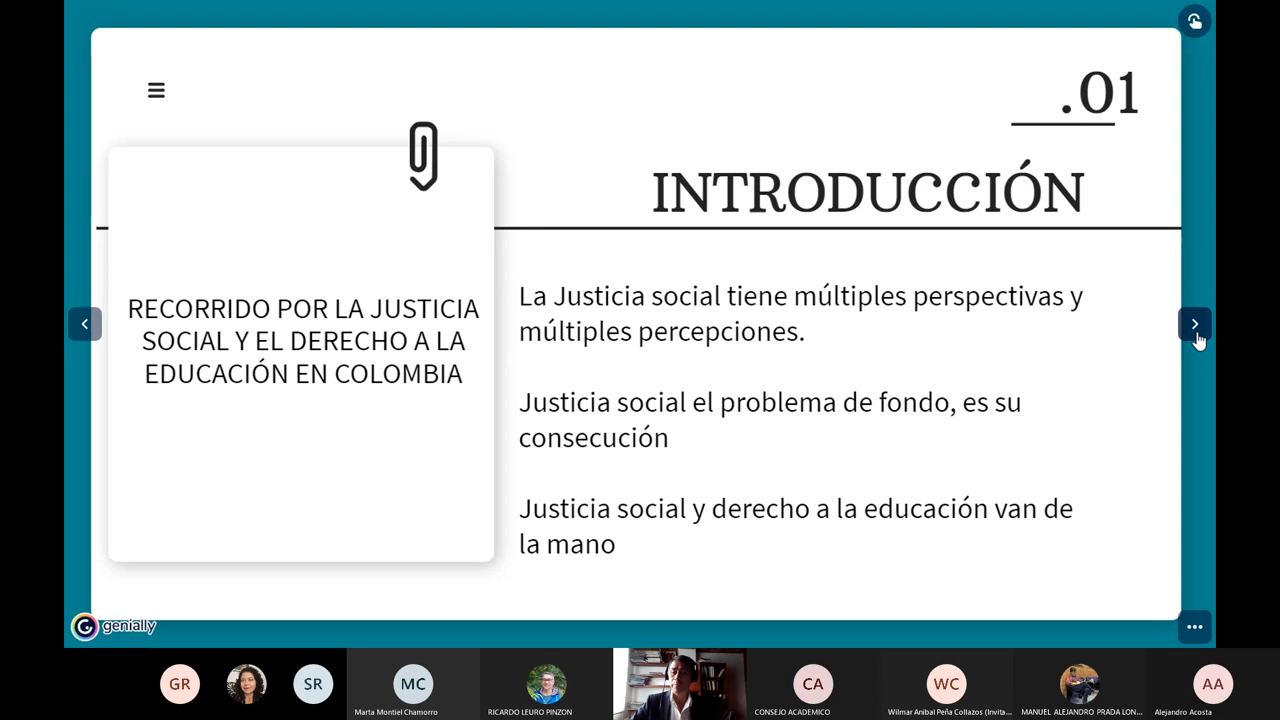 .01
INTRODUCCIÓN
RECORRIDO POR LA JUSTICIA
SOCIAL Y EL DERECHO A LA
EDUCACIÓN EN COLOMBIA
La Justicia social tiene múltiples perspectivas y
múltiples percepciones.
Justicia social el problema de fondo, es su
consecución
Justicia social y derecho a la educación van de
la mano
genially
GR
SR
MC
CA
WC
AA
Marta Montiel Chamorro
RICARDO LEURO PINZON
CONSEJO ACADEMICO
Wilmar Anibal Peña Collazos (Invita...
MANUEL ALEJANDRO PRADA LON...
Alejandro Acosta